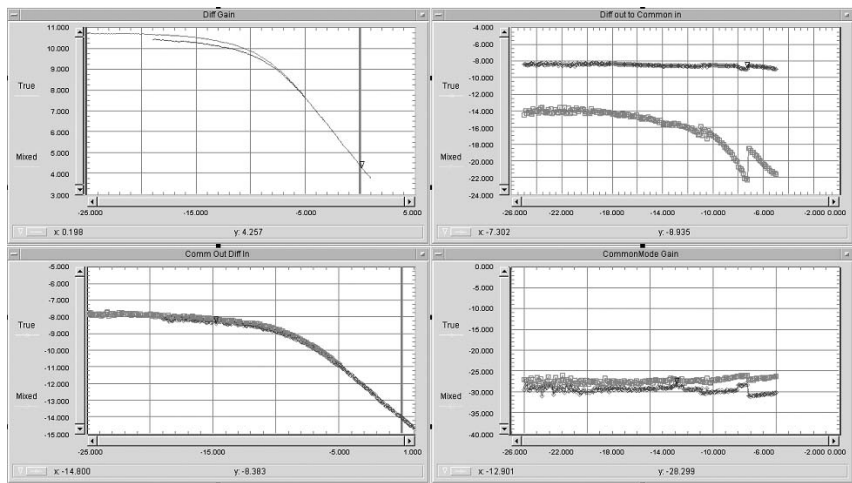 Diff Gain
11.000
10.000
9.000
8.000
7.000
6.000
5.000
4.000
3.000
True
Mixed
-25.000 -15.000 -5.000 5.000
x: 0.198 y: 4.257
Diff out to Common in
-4.000
-6.000
-8.000
-10.000
-12.000
-14.000
-16.000
-18.000
-20.000
-22.000
-24.000
True
Mixed
-26.000 -22.000 -18.000 -14.000 -10.000 -6.000 -2.000 0.000
x: -7.302 y: -8.935
Comm Out Diff In
-5.000
-6.000
-7.000
-8.000
-9.000
-10.000
-11.000
-12.000
-13.000
-14.000
-15.000
True
Mixed
-25.000 -15.000 -5.000 1.000
x: -14.800 y: -8.383
CommonMode Gain
0.000
-5.000
-10.000
-15.000
-20.000
-25.000
-30.000
-35.000
-40.000
True
Mixed
-26.000 -22.000 -18.000 -14.000 -10.000 -6.000 -2.000 0.000
x: -12.901 y: -28.299